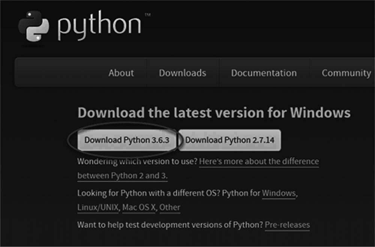 python™
About Downloads Documentation Community
Download the latest version for Windows
Download Python 3.6.3 Download Python 2.7.14
Wondering which version to use? Here's more about the difference
between Python 2 and 3.
Looking for Python with a different OS? Python for Windows,
Linux/UNIX, Mac OS X, Other
Want to help test development versions of Python? Pre-releases